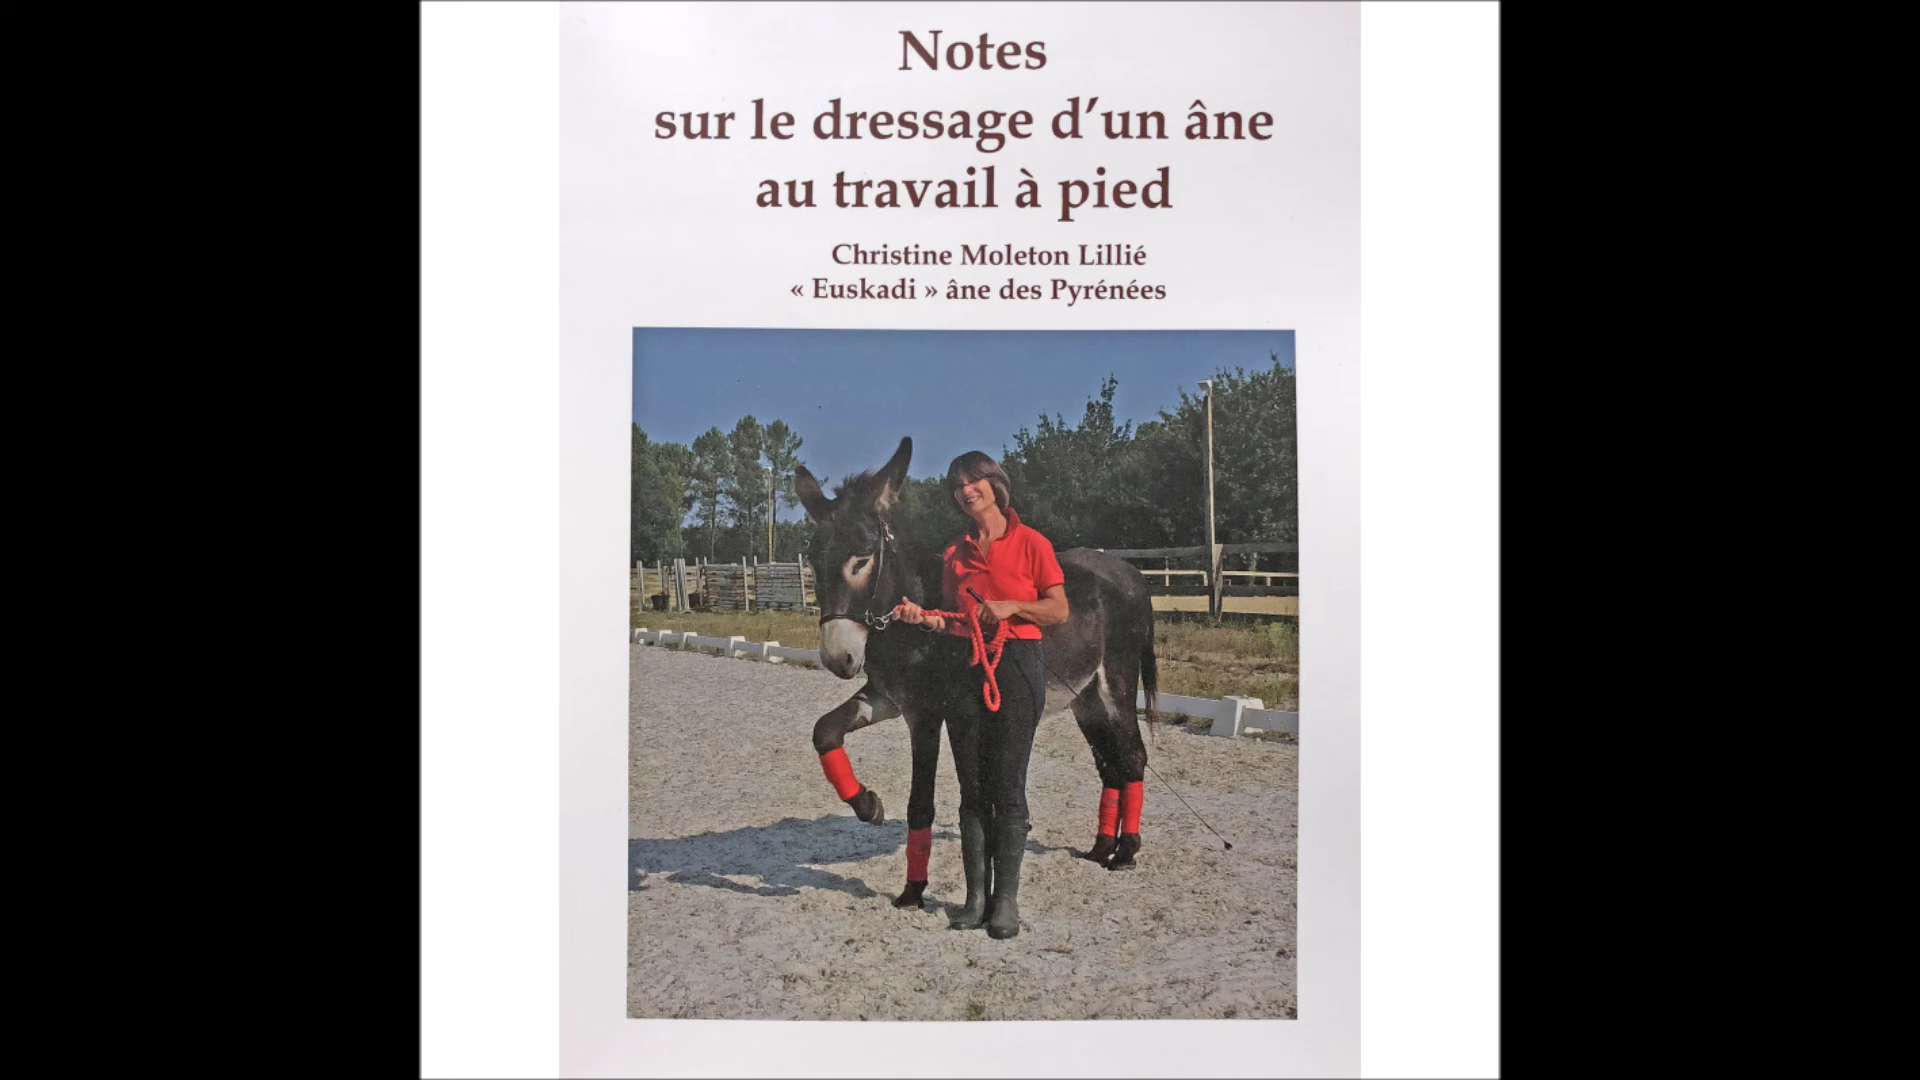 Notes
sur le dressage d’un âne
au travail à pied
Christine Moleton Lillié
« Euskadi » âne des Pyrénées